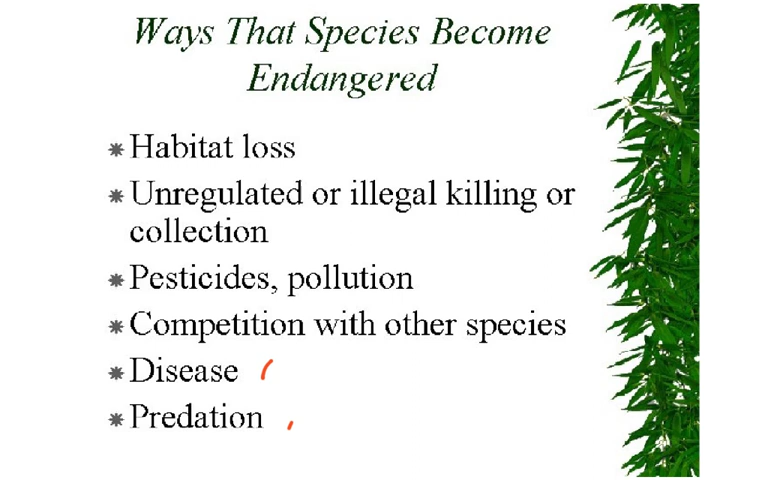 Ways That Species Become
Endangered
Habitat loss
Unregulated or illegal killing or
collection
Pesticides, pollution
Competition with other species
Disease
Predation